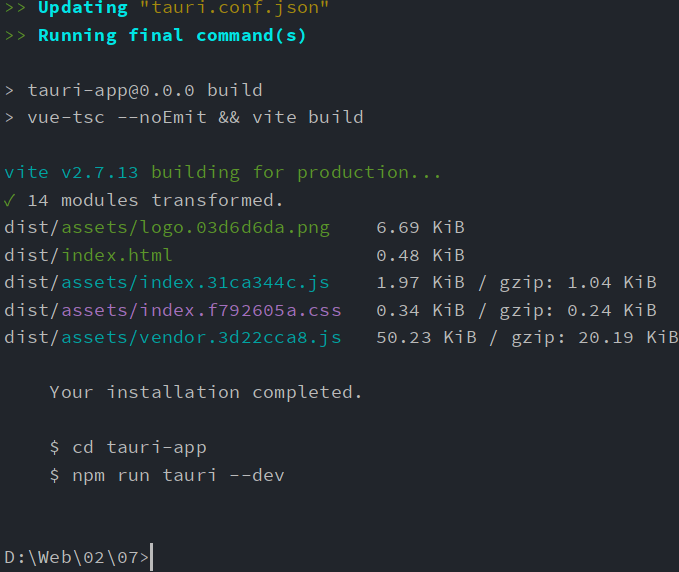 >> Updating "tauri.conf.json"
>> Running final command(s)
> tauri-app@0.0.0 build
> vue-tsc --noEmit && vite build
vite v2.7.13 building for production...
✓ 14 modules transformed.
dist/assets/logo.03d6d6da.png    6.69 KiB
dist/index.html                  0.48 KiB
dist/assets/index.31ca344c.js    1.97 KiB / gzip: 1.04 KiB
dist/assets/index.f792605a.css   0.34 KiB / gzip: 0.24 KiB
dist/assets/vendor.3d22cca8.js   50.23 KiB / gzip: 20.19 KiB
Your installation completed.
$ cd tauri-app
$ npm run tauri --dev
D:\Web\02\07>